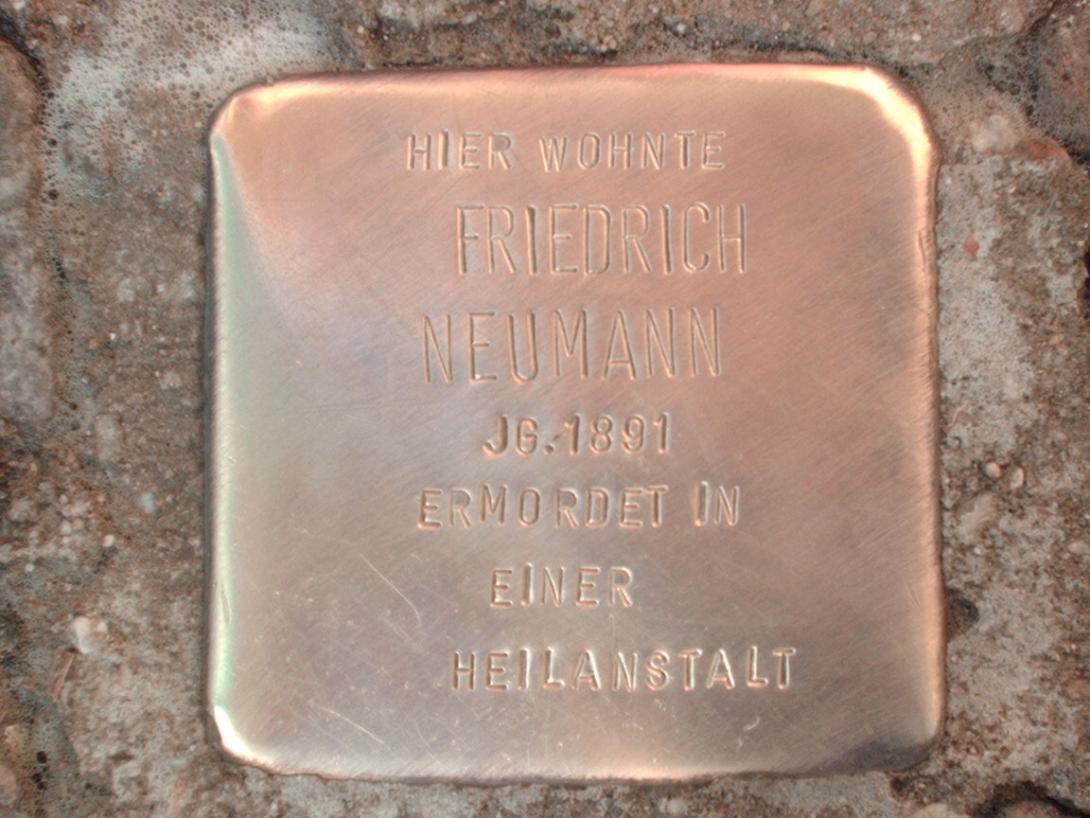 HIER WOHNTE
FRIEDRICH
NEUMANN
JG.1891
ERMORDET IN
EINER
HEILANSTALT